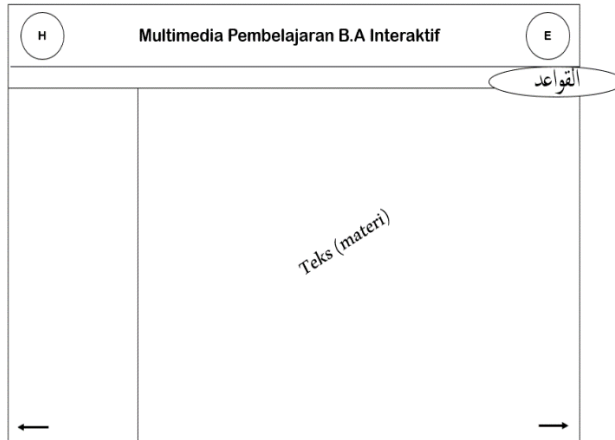 H
Multimedia Pembelajaran B.A Interaktif
E
القواعد
Teks (materi)